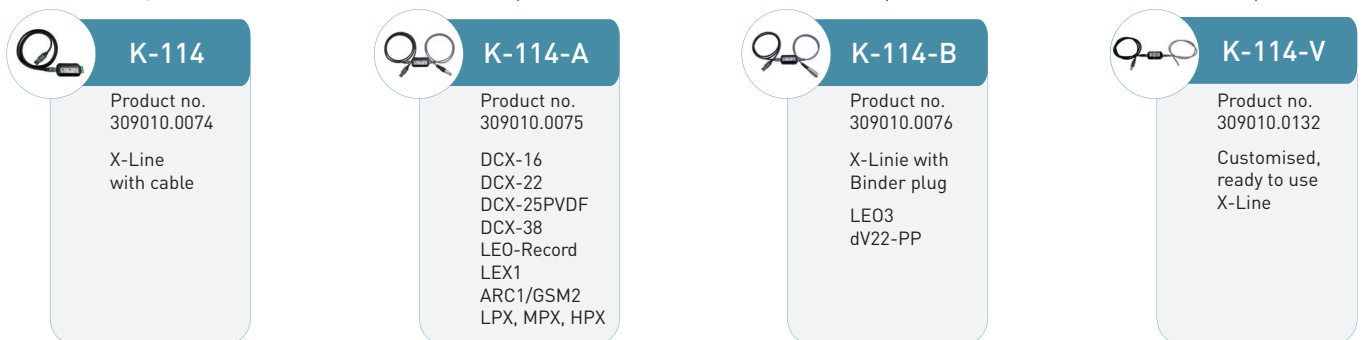 K-114
Product no.
309010.0074
X-Line
with cable
K-114-A
Product no.
309010.0075
DCX-16
DCX-22
DCX-25PVDF
DCX-38
LEO-Record
LEX1
ARC1/GSM2
LPX, MPX, HPX
K-114-B
Product no.
309010.0076
X-Linie with
Binder plug
LEO3
dV22-PP
K-114-V
Product no.
309010.0132
Customised,
ready to use
X-Line